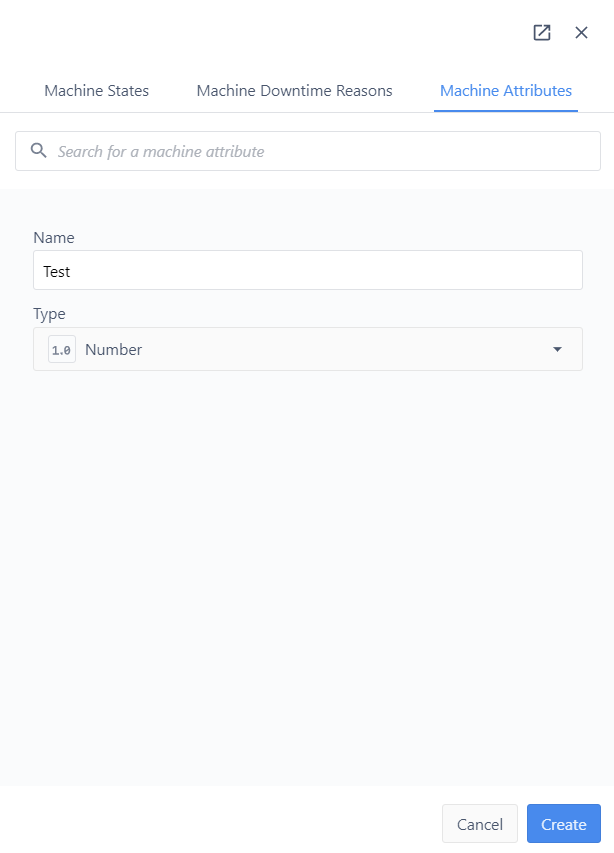 Machine States Machine Downtime Reasons Machine Attributes
Search for a machine attribute
Name
Test
Type
1.0 Number
Cancel Create